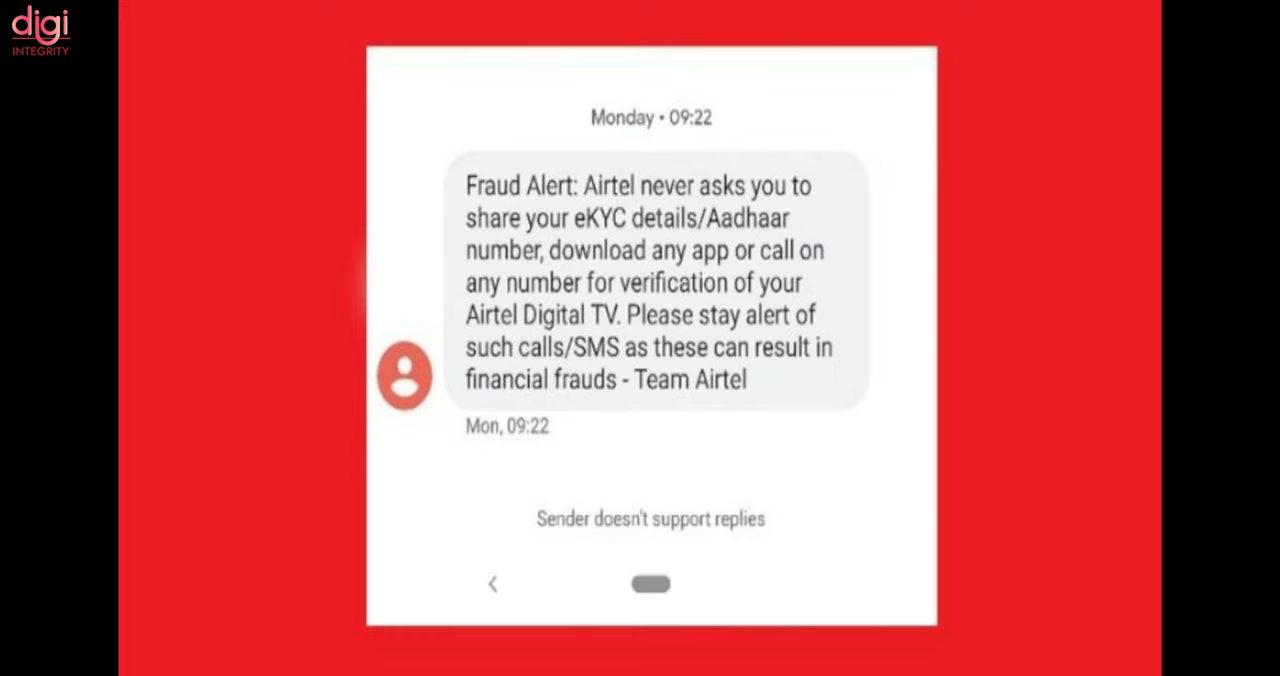 digi
INTEGRITY
Monday • 09:22
Fraud Alert: Airtel never asks you to
share your eKYC details/Aadhaar
number, download any app or call on
any number for verification of your
Airtel Digital TV. Please stay alert of
such calls/SMS as these can result in
financial frauds - Team Airtel
Mon, 09:22
Sender doesn't support replies